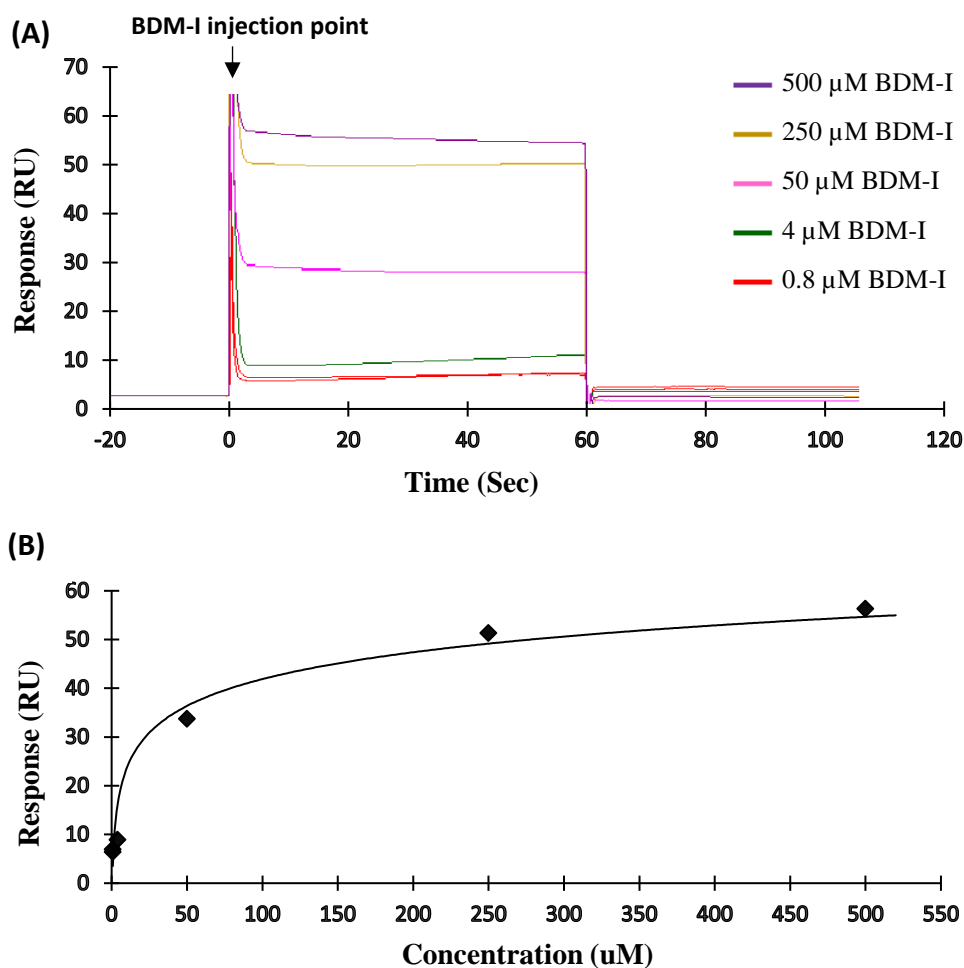 (A)
BDM-I injection point
70
60
50
40
30
20
10
0
Response (RU)
-20 0 20 40 60 80 100 120
Time (Sec)
500 µM BDM-I
250 µM BDM-I
50 µM BDM-I
4 µM BDM-I
0.8 µM BDM-I
(B)
60
50
40
30
20
10
0
Response (RU)
0 50 100 150 200 250 300 350 400 450 500 550
Concentration (uM)